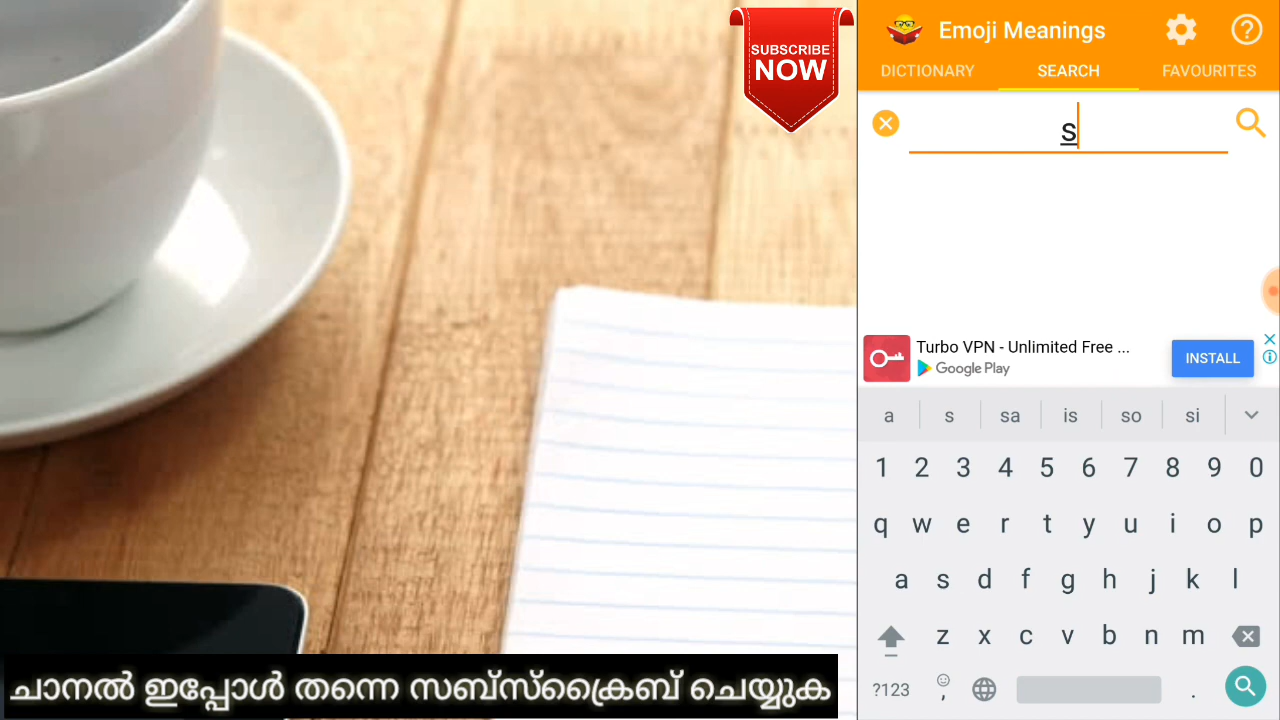 SUBSCRIBE
NOW
ചാനൽ ഇപ്പോൾ തന്നെ സബ്സ്ക്രൈബ് ചെയ്യുക
Emoji Meanings
DICTIONARY SEARCH FAVOURITES
s
Turbo VPN - Unlimited Free ...
Google Play
INSTALL
a s sa is so si
1 2 3 4 5 6 7 8 9 0
q w e r t y u i o p
a s d f g h j k l
z x c v b n m
?123 , .